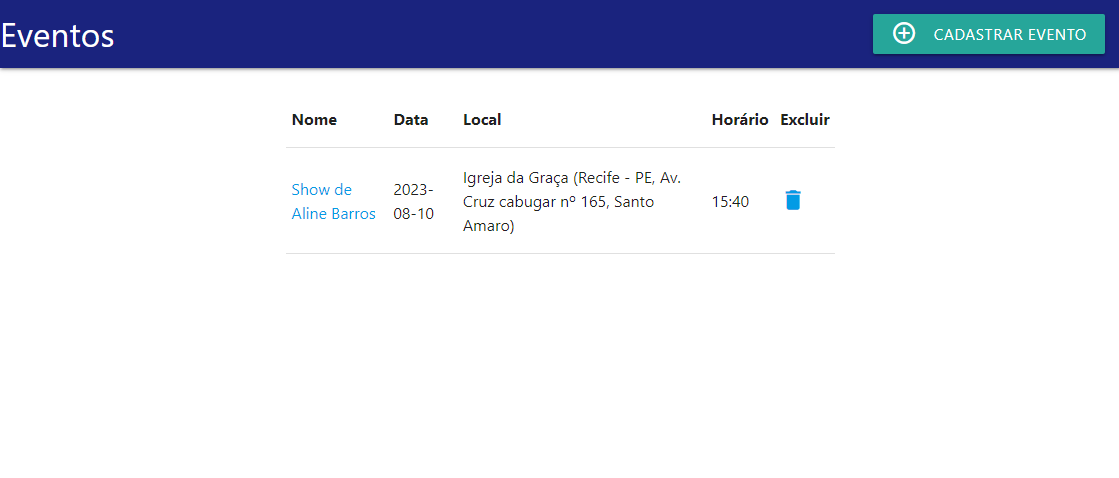 Eventos
CADASTRAR EVENTO
Nome Data Local Horário Excluir
Show de Aline Barros
2023-08-10
Igreja da Graça (Recife - PE, Av.
Cruz cabugar nº 165, Santo
Amaro)
15:40